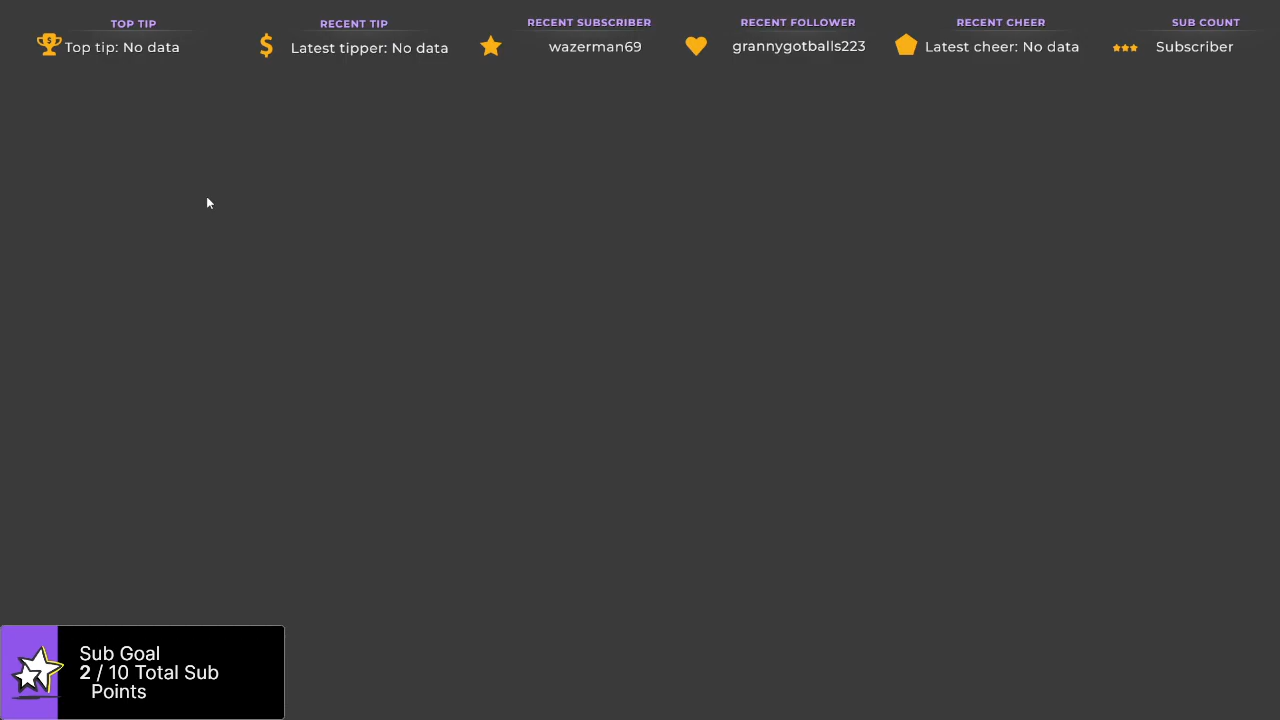 TOP TIP
Top tip: No data
RECENT TIP
Latest tipper: No data
RECENT SUBSCRIBER
wazerman69
RECENT FOLLOWER
grannygotballs223
RECENT CHEER
Latest cheer: No data
SUB COUNT
Subscriber
Sub Goal
2 / 10 Total Sub
Points